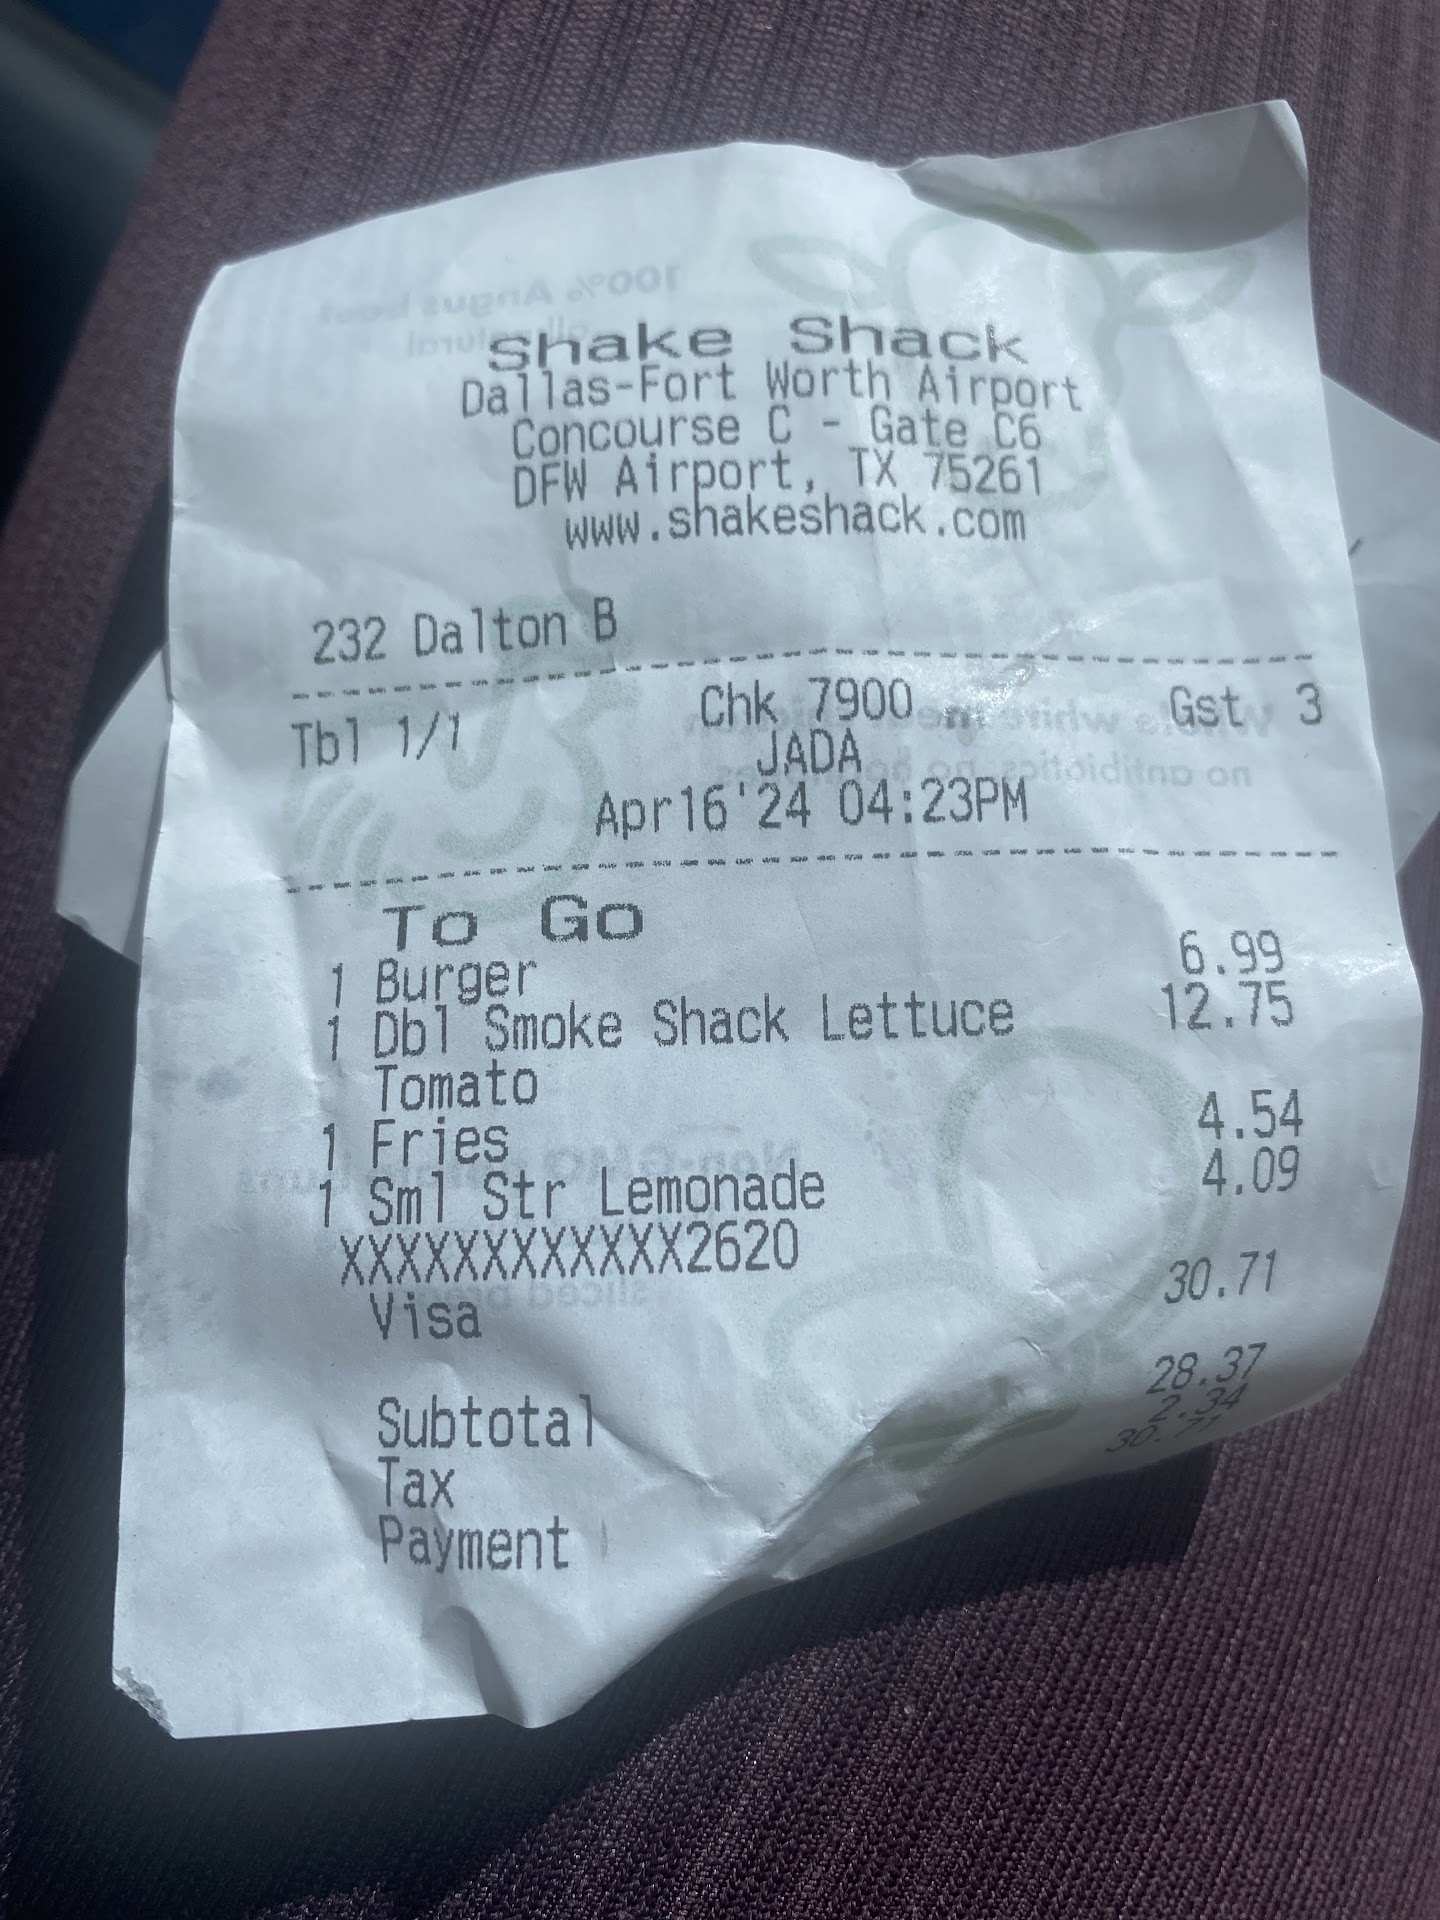 Shake Shack
Dallas-Fort Worth Airport
Concourse C - Gate C6
DFW Airport, TX 75261
www.shakeshack.com
232 Dalton B
Tbl 1/1 Chk 7900 Gst 3
JADA
Apr16'24 04:23PM
To Go
1 Burger 6.99
1 Dbl Smoke Shack Lettuce 12.75
Tomato
1 Fries 4.54
1 Sml Str Lemonade 4.09
XXXXXXXXXXXX2620
Visa 30.71
Subtotal 28.37
Tax 2.34
Payment 30.71